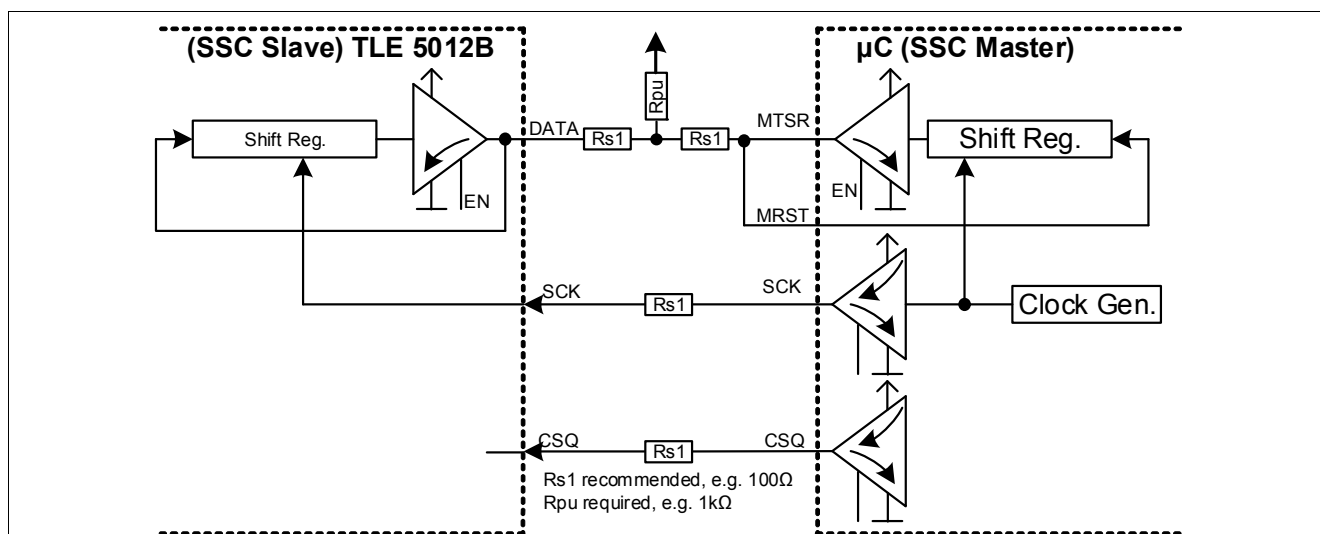 (SSC Slave) TLE 5012B
µC (SSC Master)
Rpu
Shift Reg.
DATA
Rs1
Rs1
MTSR
Shift Reg.
EN
EN
MRST
SCK
Rs1
SCK
Clock Gen.
CSQ
Rs1
CSQ
Rs1 recommended, e.g. 100Ω
Rpu required, e.g. 1kΩ